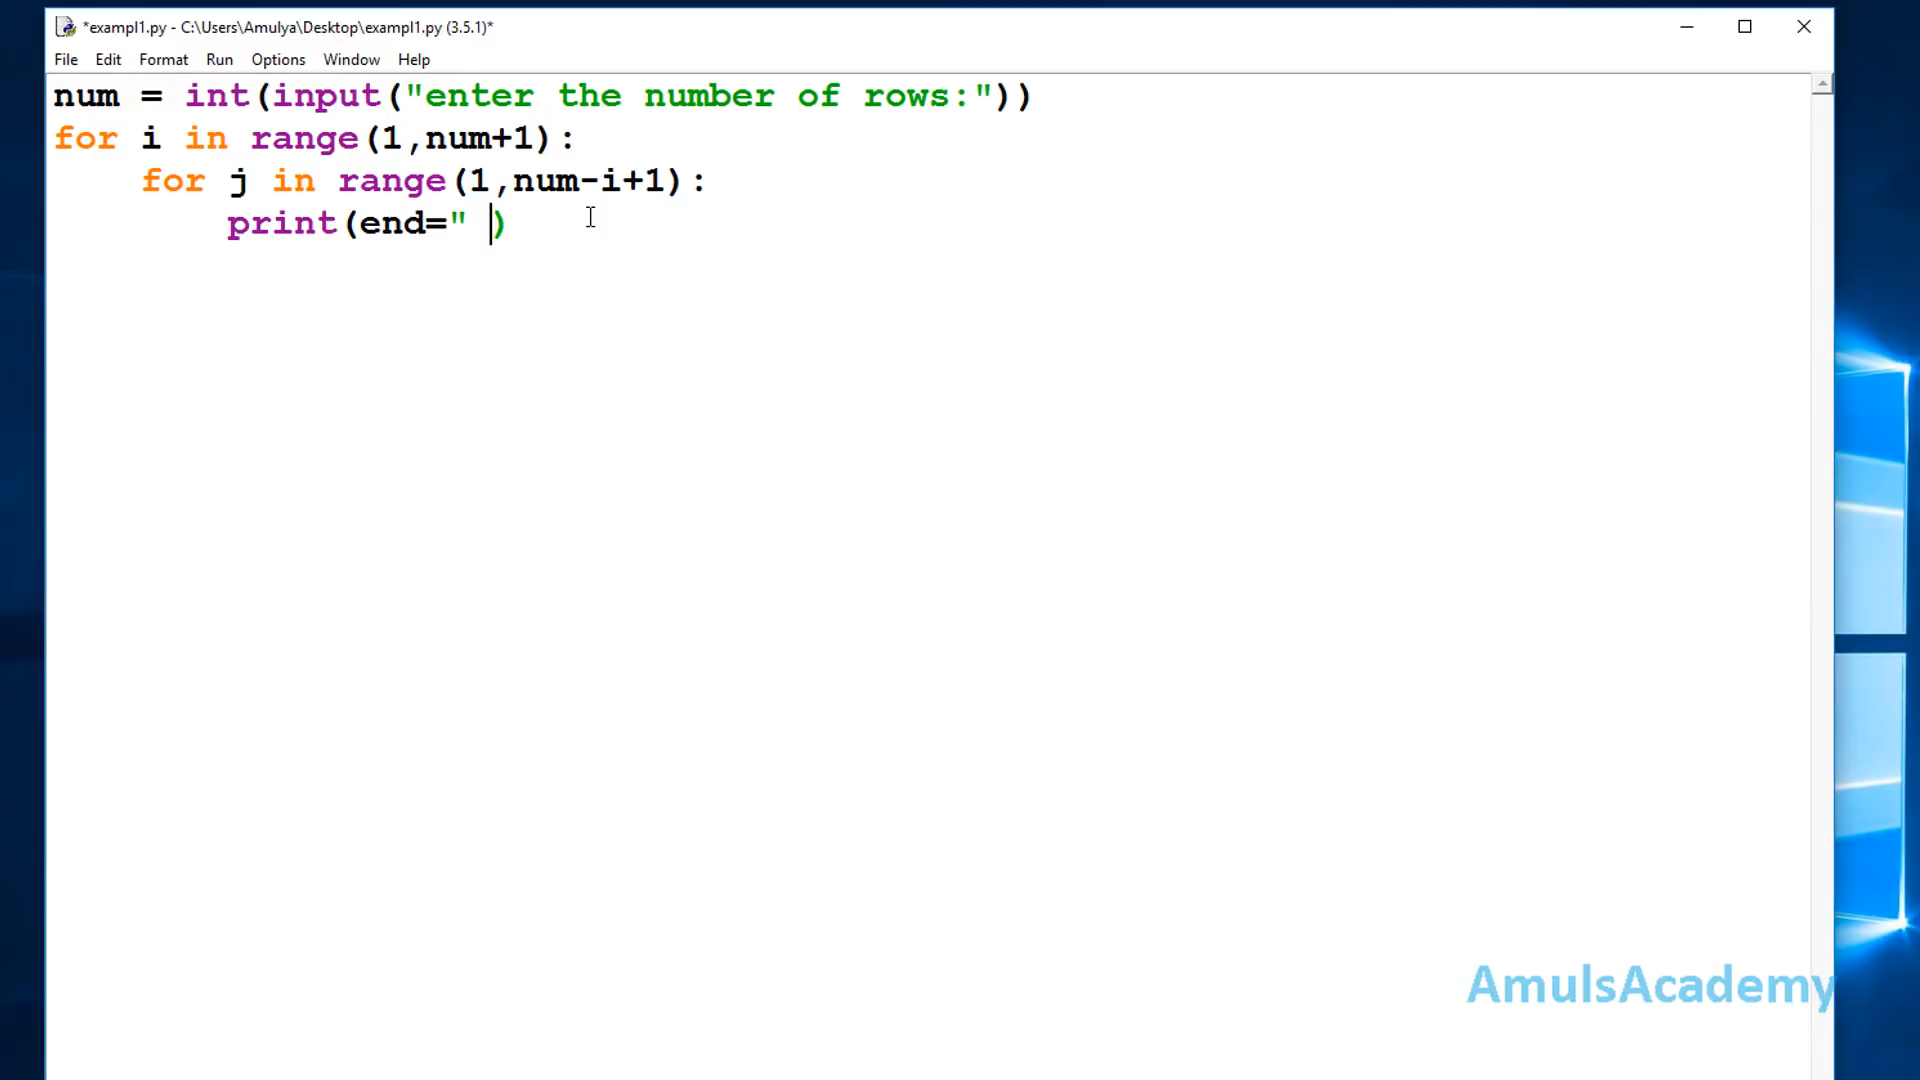 *exampl1.py - C:\Users\Amulya\Desktop\exampl1.py (3.5.1)*
File Edit Format Run Options Window Help
num = int(input("enter the number of rows:"))
for i in range(1,num+1):
    for j in range(1,num-i+1):
        print(end=" )
AmulsAcademy